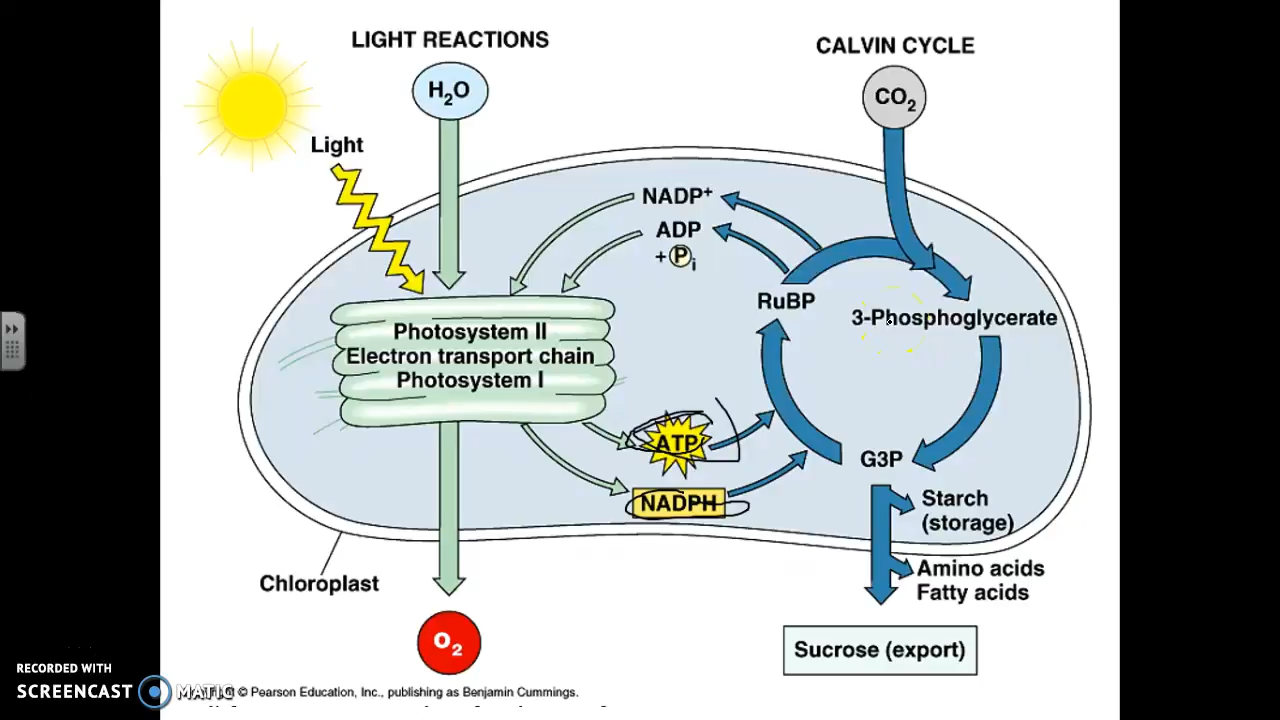 LIGHT REACTIONS
CALVIN CYCLE
H₂O
CO₂
Light
NADP⁺
ADP
+ Pᵢ
RuBP
3-Phosphoglycerate
Photosystem II
Electron transport chain
Photosystem I
ATP
G3P
NADPH
Starch
(storage)
Chloroplast
Amino acids
Fatty acids
O₂
Sucrose (export)
RECORDED WITH
SCREENCAST MATIC
© Pearson Education, Inc., publishing as Benjamin Cummings.